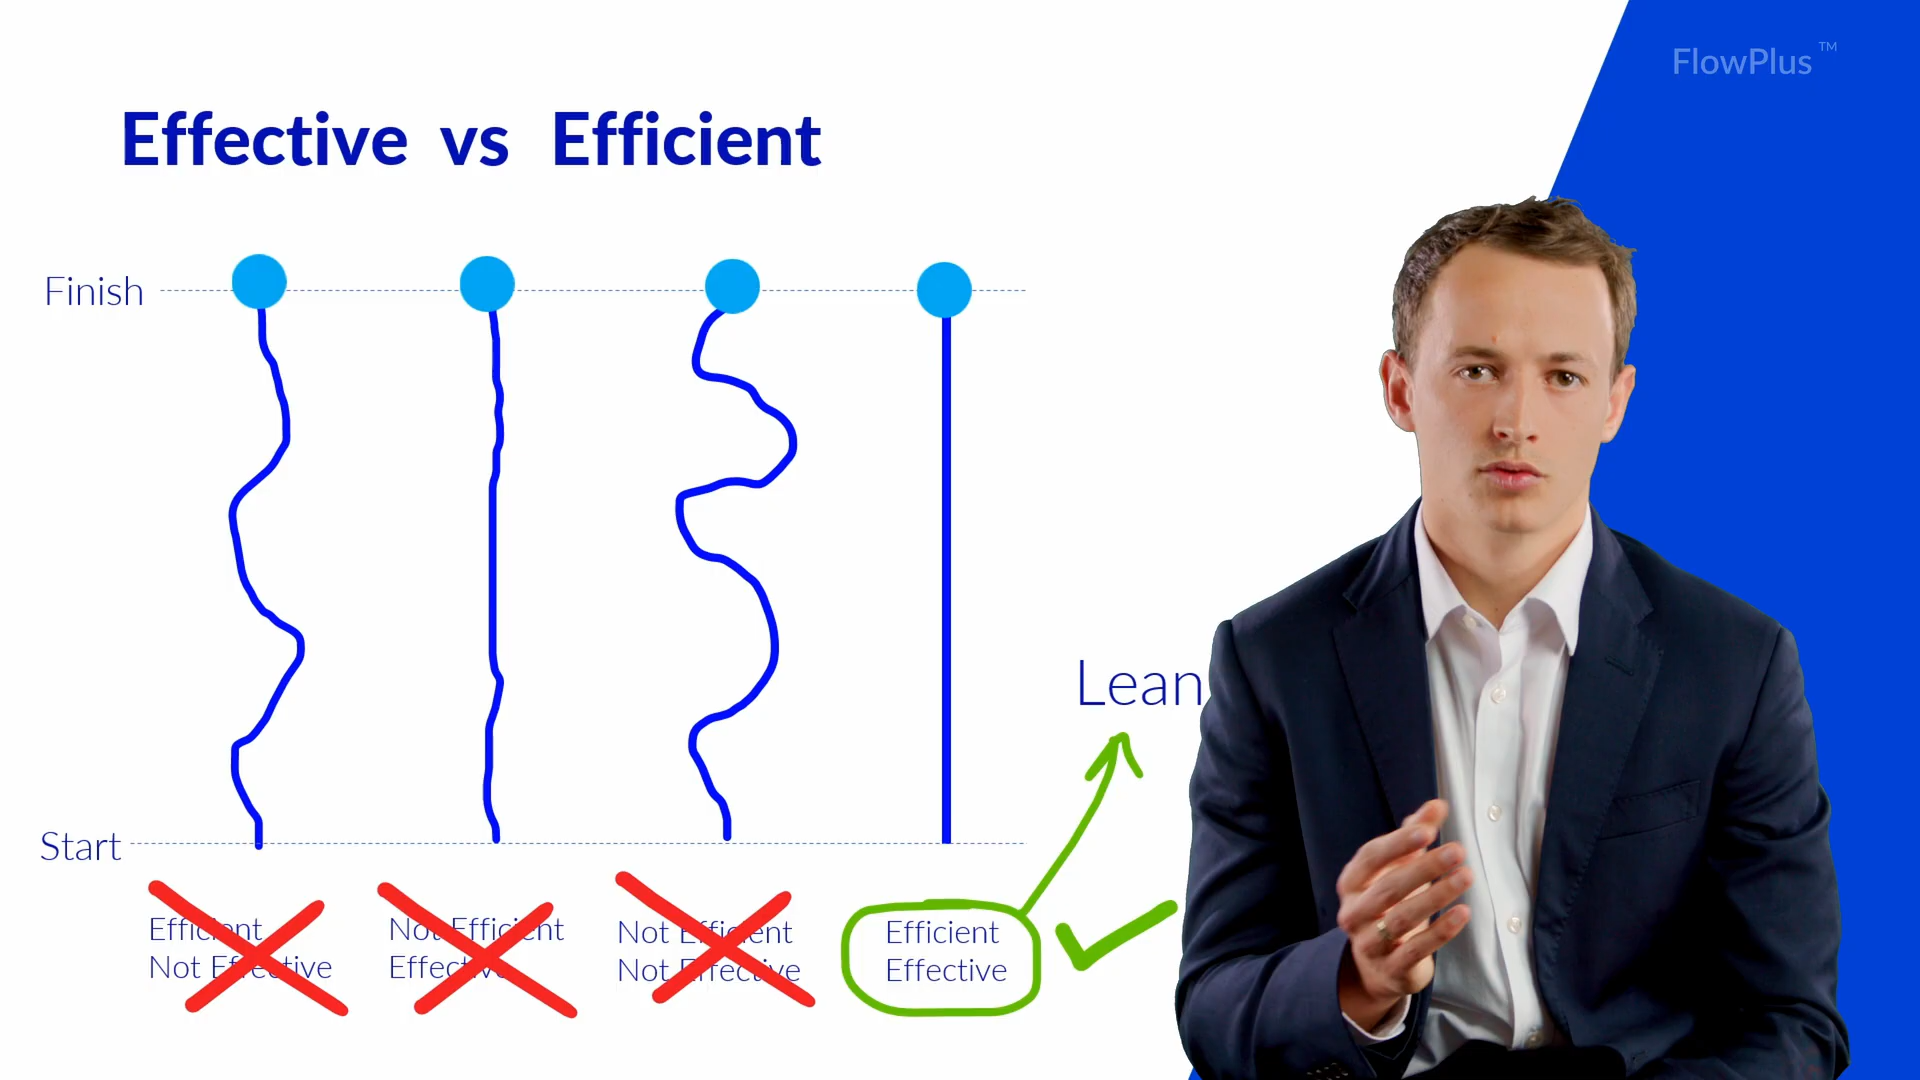 FlowPlus™
Effective vs Efficient
Finish
Lean
Start
Efficient
Not Effective
Not Efficient
Effective
Not Efficient
Not Effective
Efficient
Effective